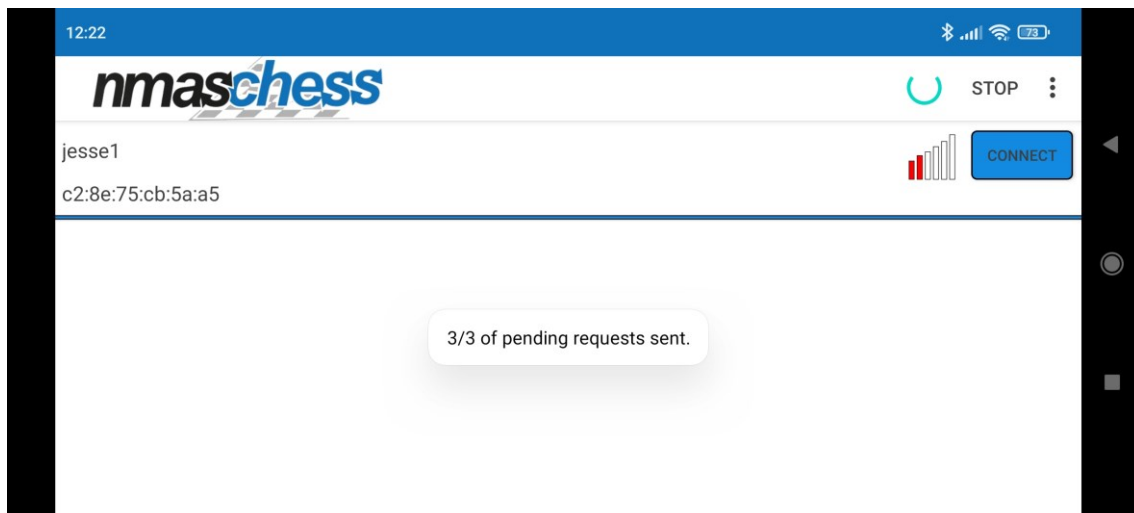 12:22
73
nmaschess
STOP
jesse1
CONNECT
c2:8e:75:cb:5a:a5
3/3 of pending requests sent.